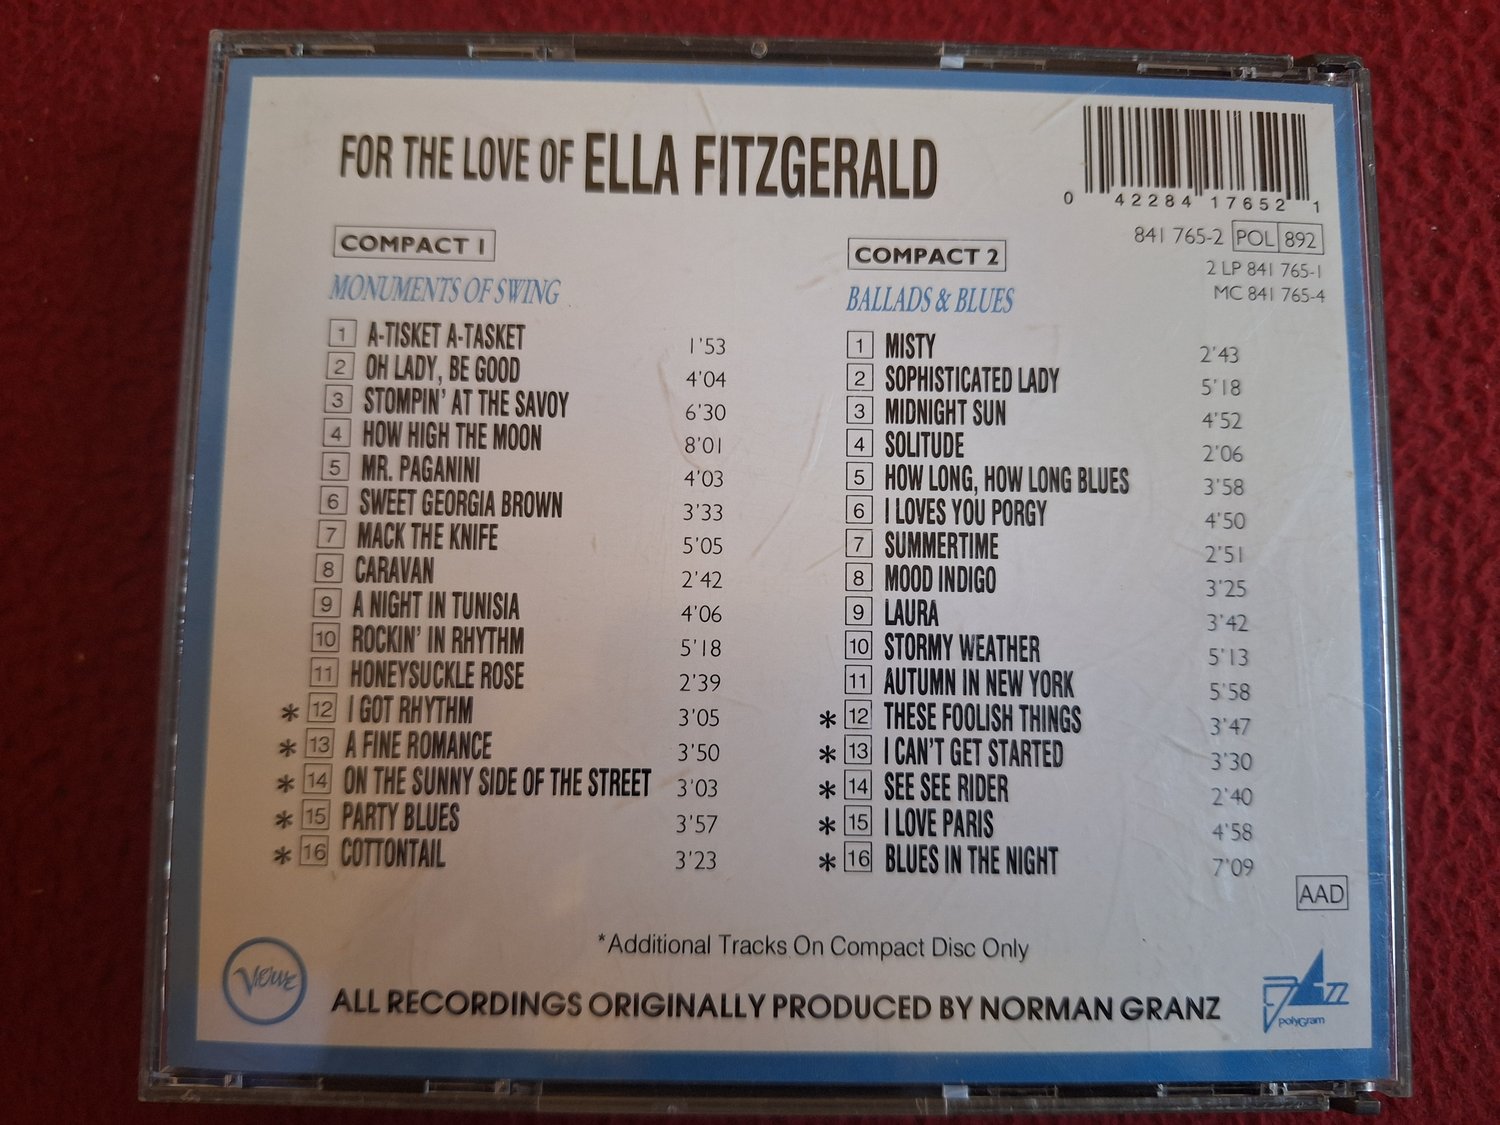 FOR THE LOVE OF ELLA FITZGERALD
0 42284 17652 1
841 765-2 POL 892
2 LP 841 765-1
MC 841 765-4
COMPACT 1
MONUMENTS OF SWING
1 A-TISKET A-TASKET 1'53
2 OH LADY, BE GOOD 4'04
3 STOMPIN' AT THE SAVOY 6'30
4 HOW HIGH THE MOON 8'01
5 MR. PAGANINI 4'03
6 SWEET GEORGIA BROWN 3'33
7 MACK THE KNIFE 5'05
8 CARAVAN 2'42
9 A NIGHT IN TUNISIA 4'06
10 ROCKIN' IN RHYTHM 5'18
11 HONEYSUCKLE ROSE 2'39
* 12 I GOT RHYTHM 3'05
* 13 A FINE ROMANCE 3'50
* 14 ON THE SUNNY SIDE OF THE STREET 3'03
* 15 PARTY BLUES 3'57
* 16 COTTONTAIL 3'23
COMPACT 2
BALLADS & BLUES
1 MISTY 2'43
2 SOPHISTICATED LADY 5'18
3 MIDNIGHT SUN 4'52
4 SOLITUDE 2'06
5 HOW LONG, HOW LONG BLUES 3'58
6 I LOVES YOU PORGY 4'50
7 SUMMERTIME 2'51
8 MOOD INDIGO 3'25
9 LAURA 3'42
10 STORMY WEATHER 5'13
11 AUTUMN IN NEW YORK 5'58
* 12 THESE FOOLISH THINGS 3'47
* 13 I CAN'T GET STARTED 3'30
* 14 SEE SEE RIDER 2'40
* 15 I LOVE PARIS 4'58
* 16 BLUES IN THE NIGHT 7'09
AAD
*Additional Tracks On Compact Disc Only
Verve
ALL RECORDINGS ORIGINALLY PRODUCED BY NORMAN GRANZ
JAZZ
polyGram